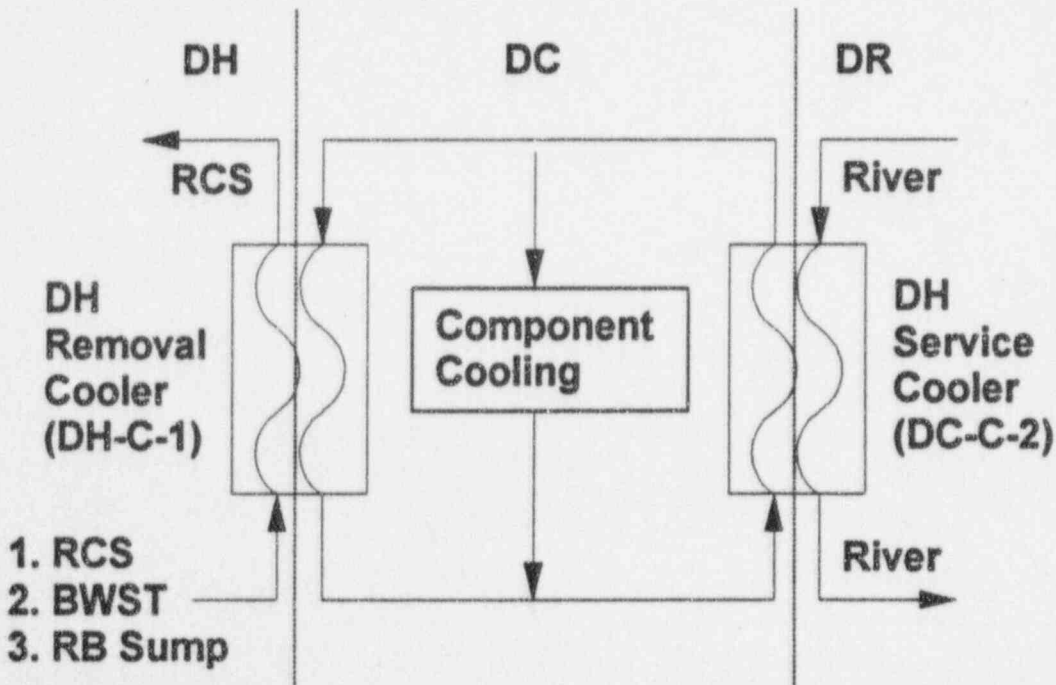 DH
DC
DR
RCS
River
DH
Removal
Cooler
(DH-C-1)
Component
Cooling
DH
Service
Cooler
(DC-C-2)
1. RCS
2. BWST
3. RB Sump
River